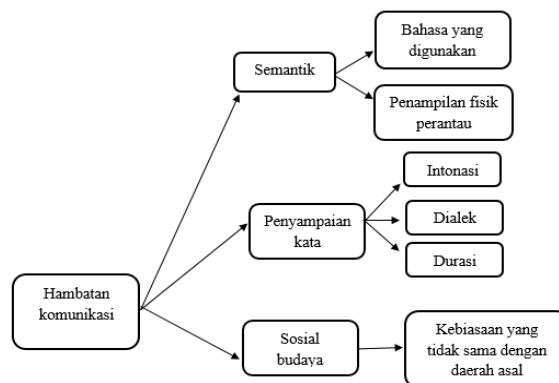 Bahasa yang
digunakan
Semantik
Penampilan fisik
perantau
Intonasi
Penyampaian
kata
Dialek
Durasi
Hambatan
komunikasi
Sosial
budaya
Kebiasaan yang
tidak sama dengan
daerah asal